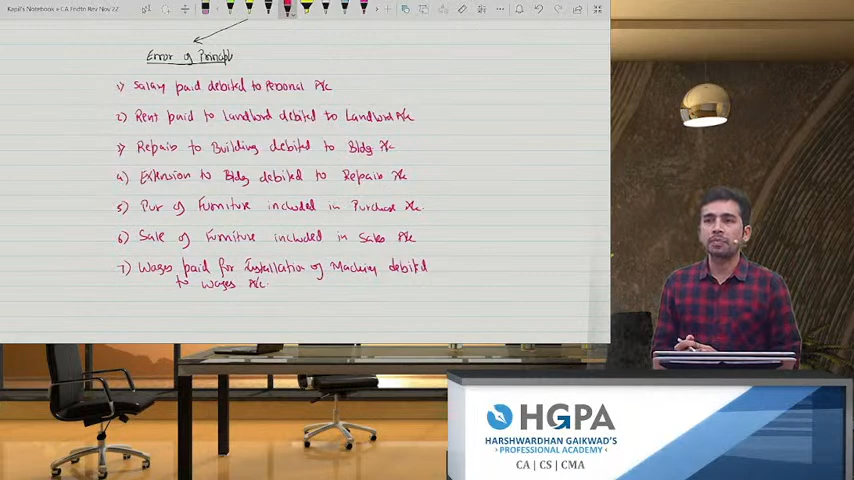 Kapil's Notebook » CA Fndtn Rev Nov 22
Error of Principle
1) Salary paid debited to Personal A/c
2) Rent paid to landlord debited to Landlord A/c
3) Repairs to Building debited to Bldg A/c
4) Extension to Bldg debited to Repairs A/c
5) Pur of Furniture included in Purchase A/c.
6) Sale of Furniture included in Sales A/c
7) Wages paid for Installation of Machinery debited
to Wages A/c.
HGPA
HARSHWARDHAN GAIKWAD'S
PROFESSIONAL ACADEMY
CA | CS | CMA